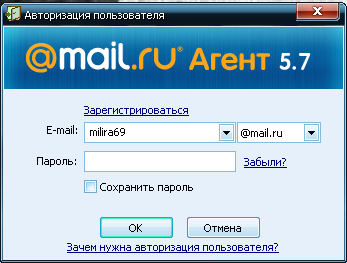 Авторизация пользователя
@mail.ru® Агент 5.7
Зарегистрироваться
E-mail: milira69 @mail.ru
Пароль: Забыли?
Сохранить пароль
OK Отмена
Зачем нужна авторизация пользователя?